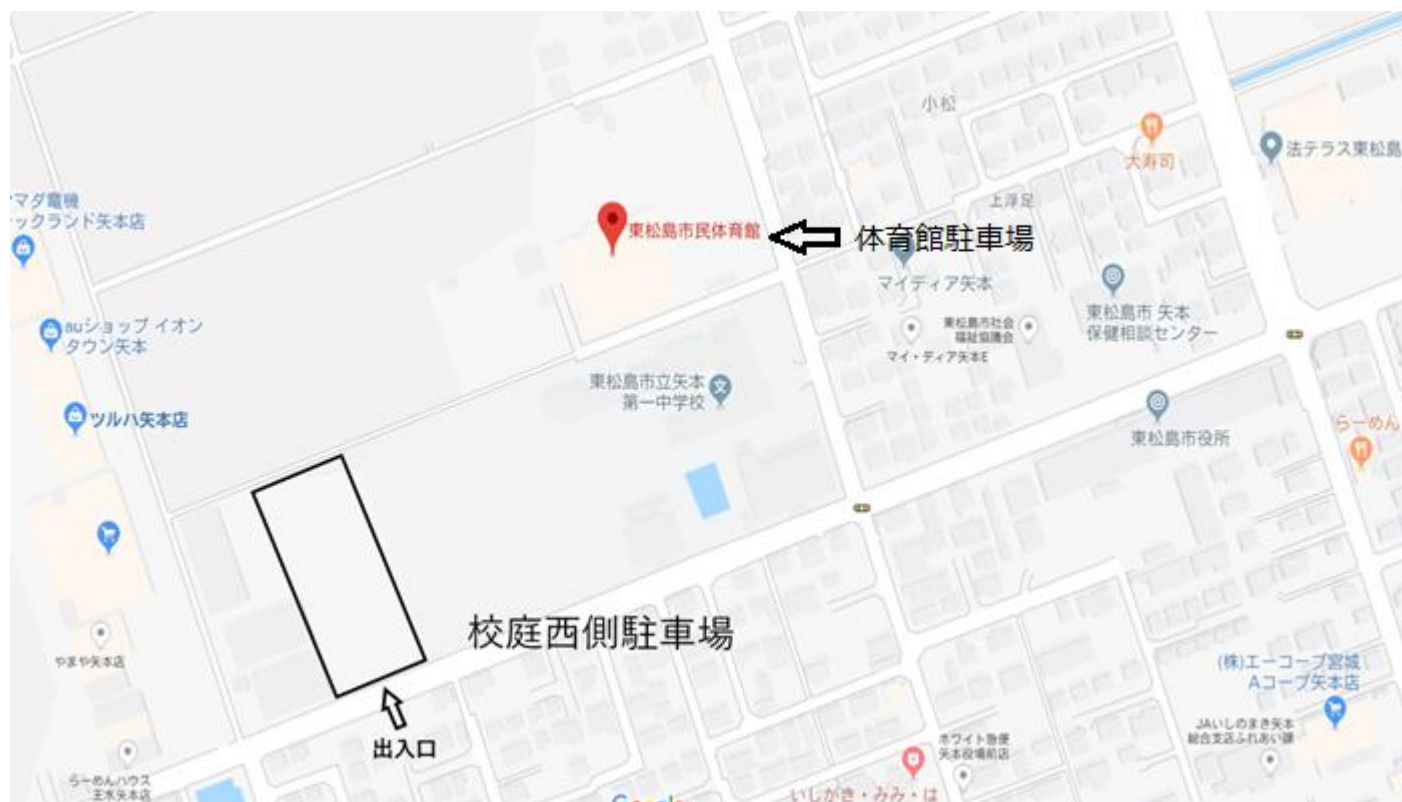 小松
大寿司
法テラス東松島
上浮足
マダ電機
ックランド矢本店
東松島市民体育館
体育館駐車場
マイディア矢本
東松島市 矢本
保健相談センター
東松島市社会
福祉協議会
マイ・ディア矢本E
auショップ イオン
タウン矢本
東松島市立矢本
第一中学校
文
ツルハ矢本店
東松島市役所
らーめん
校庭西側駐車場
やまや矢本店
出入口
(株)エーコープ宮城
Aコープ矢本店
JAいしのまき矢本
総合支店ふれあい課
ホワイト急便
矢本役場前店
らーめんハウス
王水矢本店
Google
いしがき・みみ・は